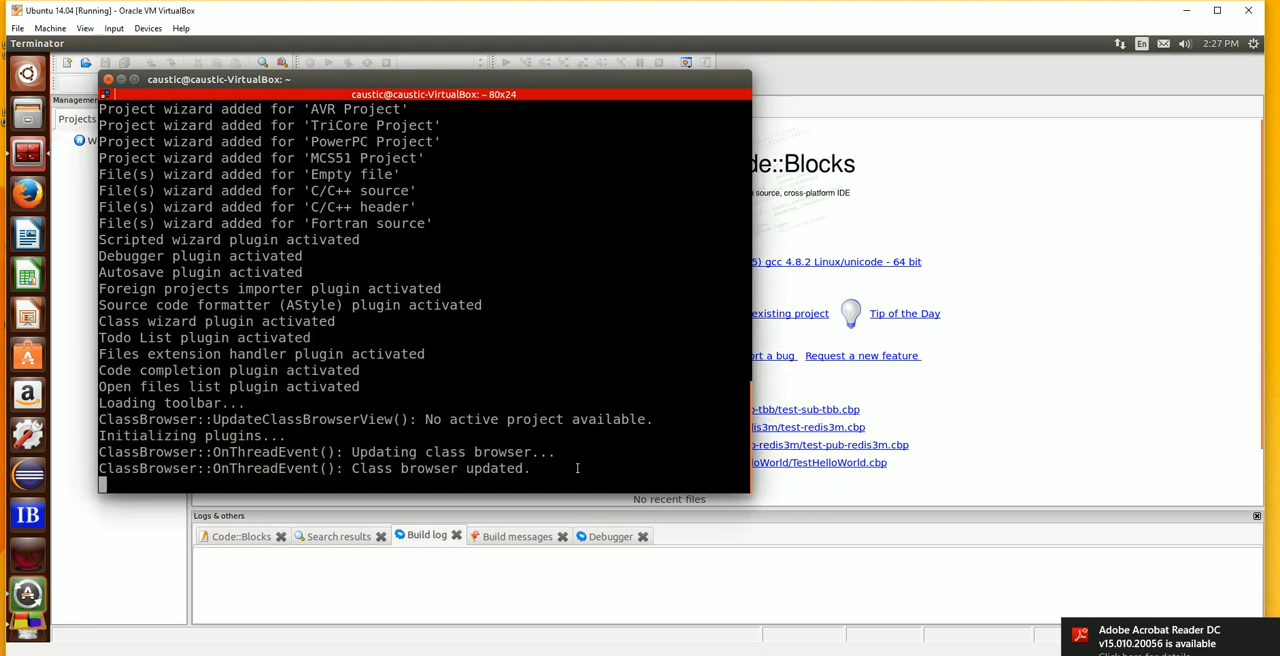 Ubuntu 14.04 [Running] - Oracle VM VirtualBox
File Machine View Input Devices Help
Terminator
En
2:27 PM
caustic@caustic-VirtualBox: ~
caustic@caustic-VirtualBox: ~ 80x24
Management
Projects
Project wizard added for 'AVR Project'
Project wizard added for 'TriCore Project'
Project wizard added for 'PowerPC Project'
Project wizard added for 'MCS51 Project'
File(s) wizard added for 'Empty file'
File(s) wizard added for 'C/C++ source'
File(s) wizard added for 'C/C++ header'
File(s) wizard added for 'Fortran source'
Scripted wizard plugin activated
Debugger plugin activated
Autosave plugin activated
Foreign projects importer plugin activated
Source code formatter (AStyle) plugin activated
Class wizard plugin activated
Todo List plugin activated
Files extension handler plugin activated
Code completion plugin activated
Open files list plugin activated
Loading toolbar...
ClassBrowser::UpdateClassBrowserView(): No active project available.
Initializing plugins...
ClassBrowser::OnThreadEvent(): Updating class browser...
ClassBrowser::OnThreadEvent(): Class browser updated.
de::Blocks
source, cross-platform IDE
5) gcc 4.8.2 Linux/unicode - 64 bit
existing project
Tip of the Day
ort a bug
Request a new feature
o-tbb/test-sub-tbb.cbp
dis3m/test-redis3m.cbp
b-redis3m/test-pub-redis3m.cbp
loWorld/TestHelloWorld.cbp
No recent files
Logs & others
Code::Blocks
Search results
Build log
Build messages
Debugger
IB
Adobe Acrobat Reader DC
v15.010.20056 is available